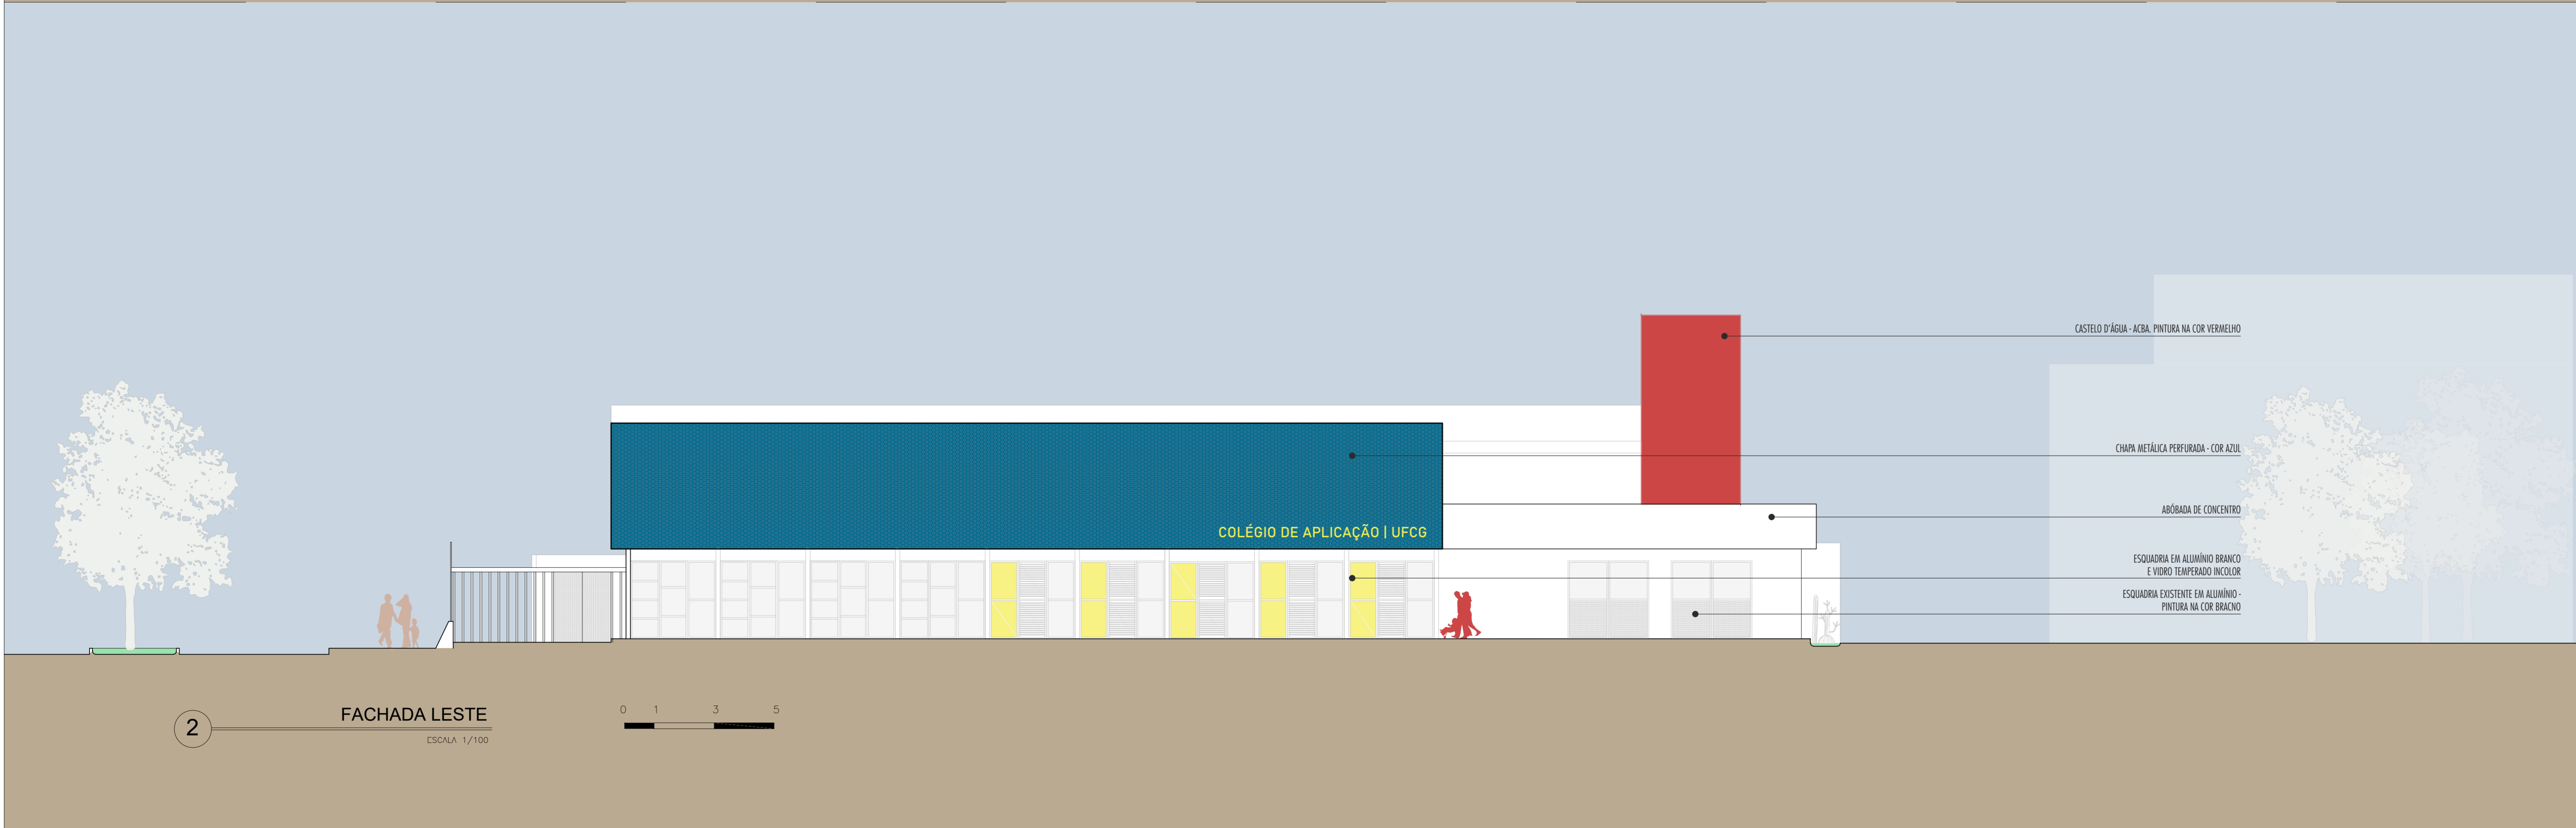 CASTELO D'ÁGUA - ACBA. PINTURA NA COR VERMELHO
CHAPA METÁLICA PERFURADA - COR AZUL
ABÓBADA DE CONCENTRO
COLÉGIO DE APLICAÇÃO | UFCG
ESQUADRIA EM ALUMÍNIO BRANCO
E VIDRO TEMPERADO INCOLOR
ESQUADRIA EXISTENTE EM ALUMÍNIO -
PINTURA NA COR BRACNO
2
FACHADA LESTE
ESCALA 1/100
0 1 3 5